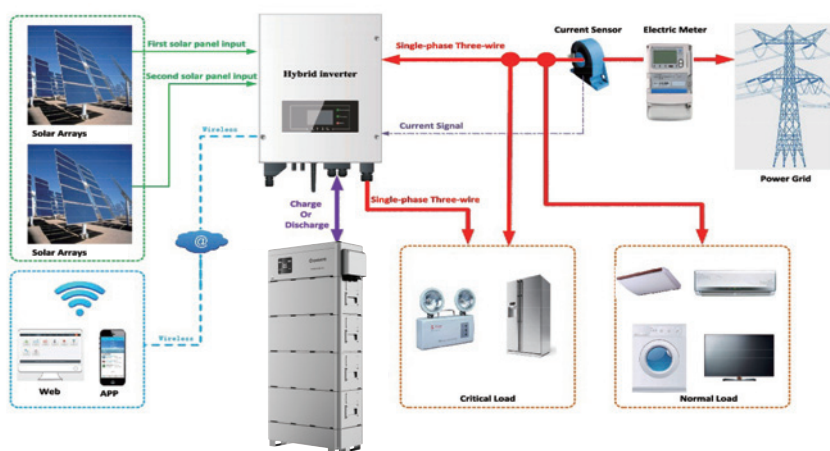 First solar panel input
Second solar panel input
Solar Arrays
Solar Arrays
Hybrid inverter
Wireless
@
Wireless
Web
APP
Charge
Or
Discharge
Single-phase Three-wire
Current Signal
Single-phase Three-wire
Current Sensor
Electric Meter
Power Grid
Critical Load
Normal Load